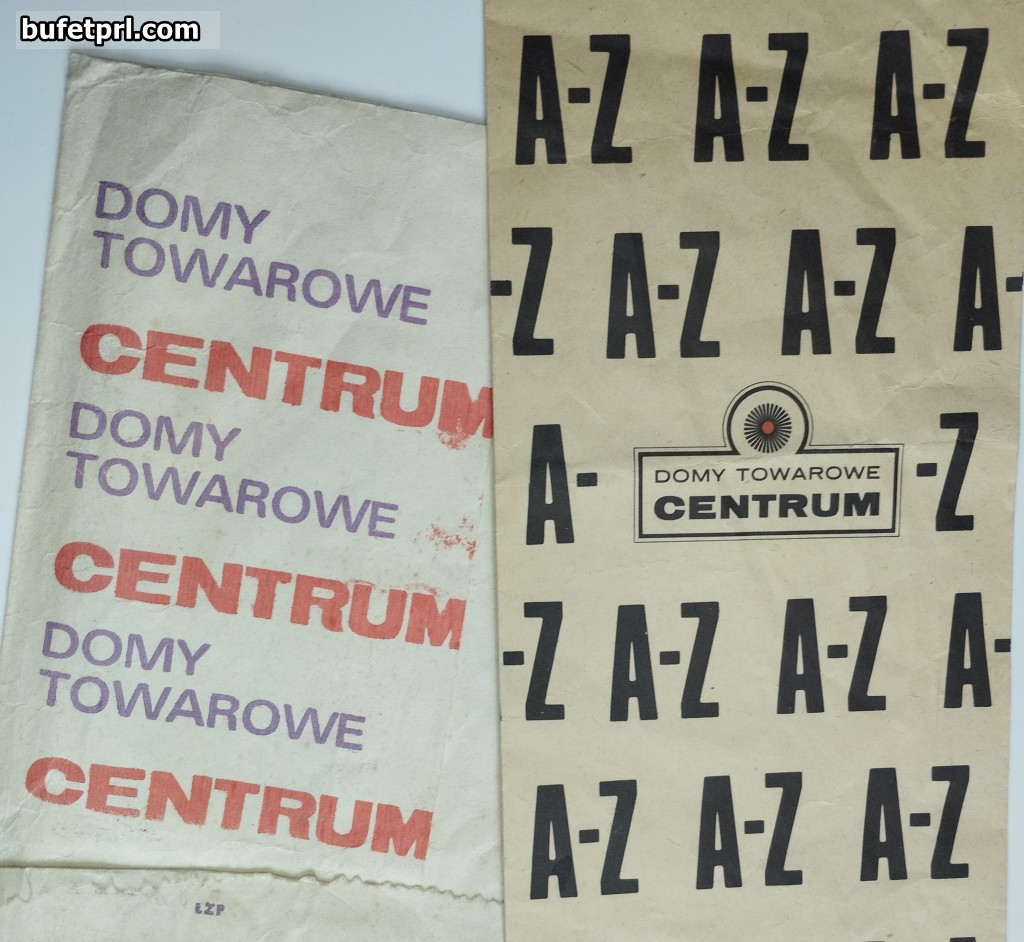 bufetprl.com
DOMY
TOWAROWE
CENTRUM
DOMY
TOWAROWE
CENTRUM
DOMY
TOWAROWE
CENTRUM
ŁZP
A-Z A-Z A-Z
-Z A-Z A-Z A-
A- -Z
DOMY TOWAROWE
CENTRUM
-Z A-Z A-Z A-
A-Z A-Z A-Z